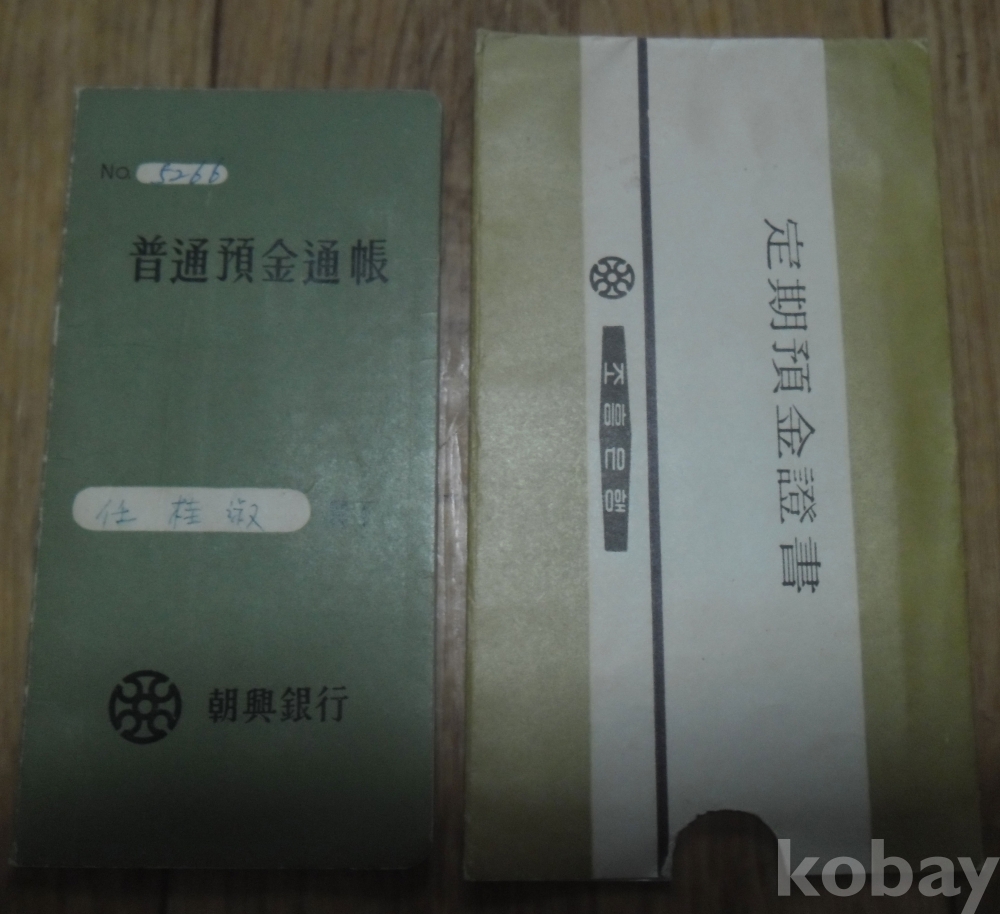 No. 5266
普通預金通帳
任桂淑
朝興銀行
定期預金證書
조흥은행
kobay